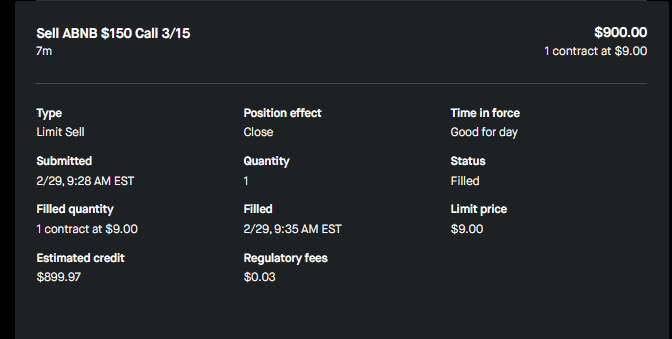 Sell ABNB $150 Call 3/15
$900.00
7m
1 contract at $9.00
Type
Position effect
Time in force
Limit Sell
Close
Good for day
Submitted
Quantity
Status
2/29, 9:28 AM EST
1
Filled
Filled quantity
Filled
Limit price
1 contract at $9.00
2/29, 9:35 AM EST
$9.00
Estimated credit
Regulatory fees
$899.97
$0.03